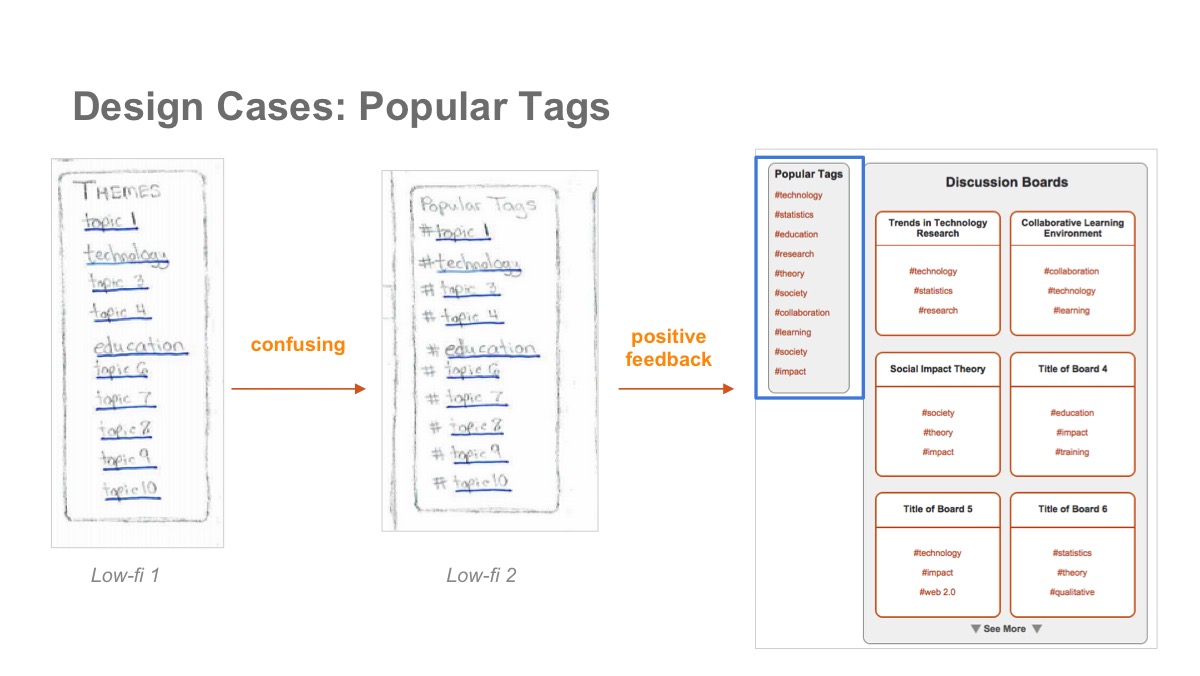 Design Cases: Popular Tags
THEMES
topic 1
technology
topic 3
topic 4
education
topic 6
topic 7
topic 8
topic 9
topic 10
Low-fi 1
confusing
Popular Tags
#topic 1
#technology
# topic 3
# topic 4
# education
# topic 6
# topic 7
# topic 8
# topic 9
# topic 10
Low-fi 2
positive
feedback
Popular Tags
#technology
#statistics
#education
#research
#theory
#society
#collaboration
#learning
#society
#impact
Discussion Boards
Trends in Technology
Research
#technology
#statistics
#research
Collaborative Learning
Environment
#collaboration
#technology
#learning
Social Impact Theory
#society
#theory
#impact
Title of Board 4
#education
#impact
#training
Title of Board 5
#technology
#impact
#web 2.0
Title of Board 6
#statistics
#theory
#qualitative
See More